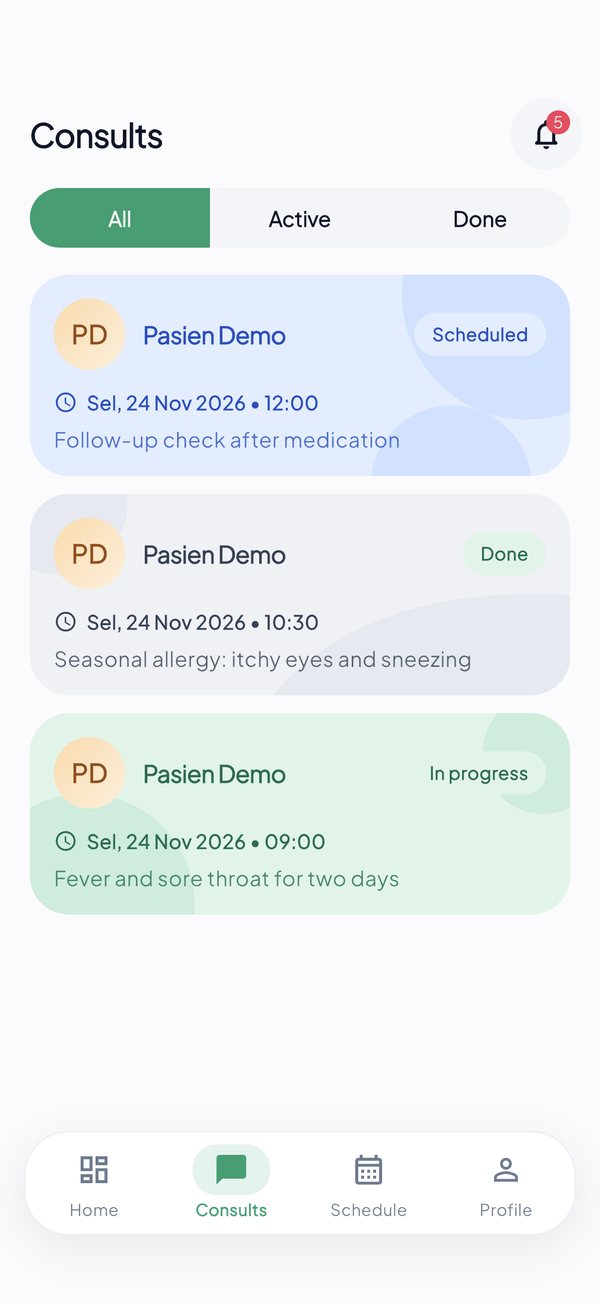 Consults
5
All
Active
Done
PD
Pasien Demo
Scheduled
Sel, 24 Nov 2026 • 12:00
Follow-up check after medication
PD
Pasien Demo
Done
Sel, 24 Nov 2026 • 10:30
Seasonal allergy: itchy eyes and sneezing
PD
Pasien Demo
In progress
Sel, 24 Nov 2026 • 09:00
Fever and sore throat for two days
Home
Consults
Schedule
Profile